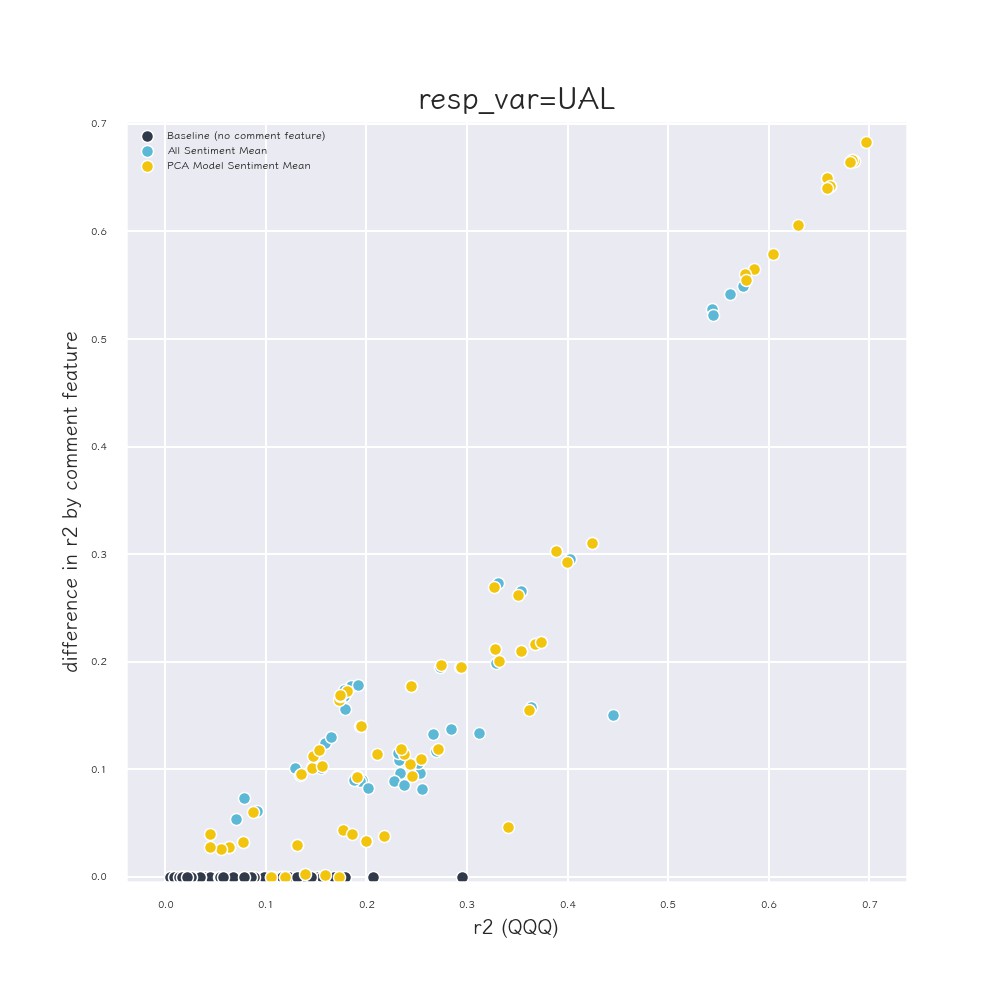 resp_var=UAL
Baseline (no comment feature)
All Sentiment Mean
PCA Model Sentiment Mean
difference in r2 by comment feature
0.7
0.6
0.5
0.4
0.3
0.2
0.1
0.0
0.0 0.1 0.2 0.3 0.4 0.5 0.6 0.7
r2 (QQQ)